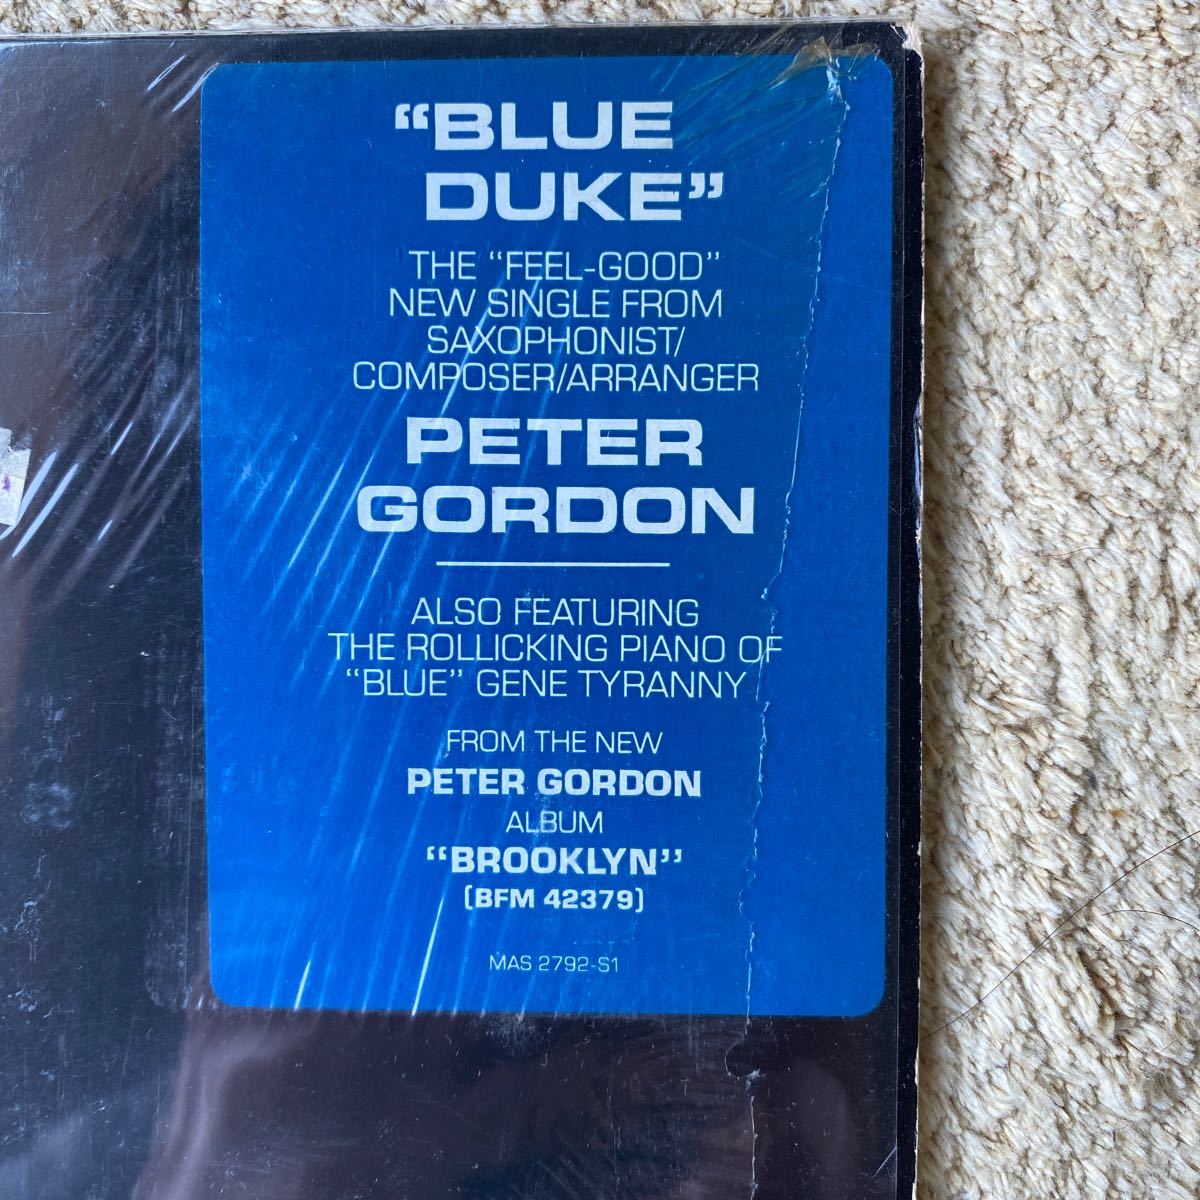 “BLUE
DUKE”
THE “FEEL-GOOD”
NEW SINGLE FROM
SAXOPHONIST/
COMPOSER/ARRANGER
PETER
GORDON
ALSO FEATURING
THE ROLLICKING PIANO OF
“BLUE” GENE TYRANNY
FROM THE NEW
PETER GORDON
ALBUM
“BROOKLYN”
(BFM 42379)
MAS 2792-S1